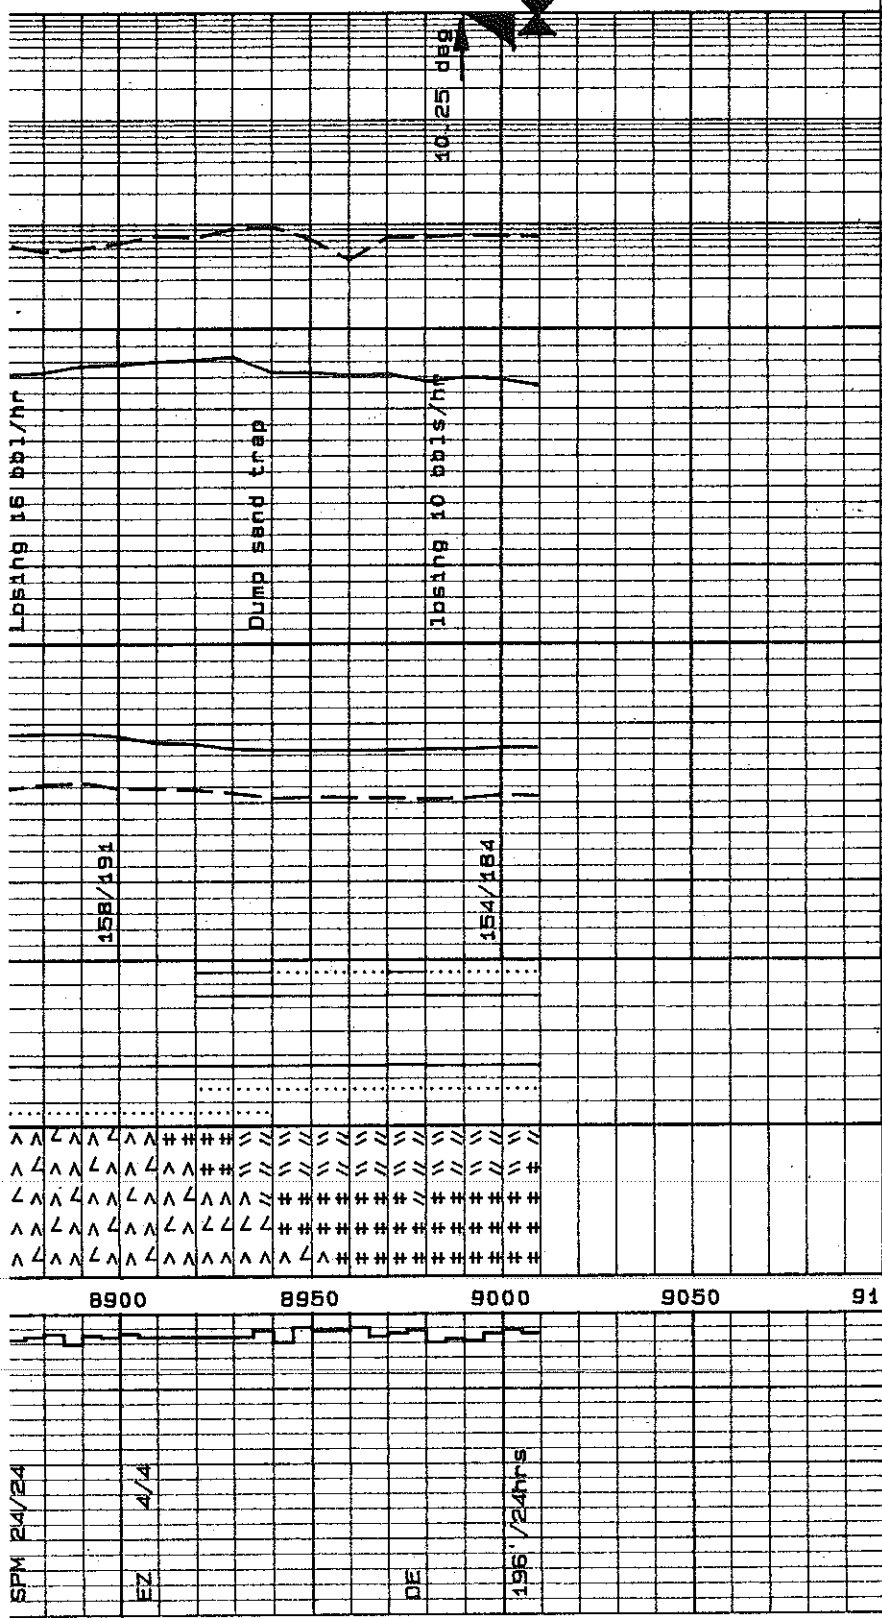 10.25 deg
Losing 16 bbl/hr
Dump sand trap
losing 10 bbls/hr
158/191
154/184
8900 8950 9000 9050 91
SPM 24/24
EZ 4/4
DE
196'/24hrs